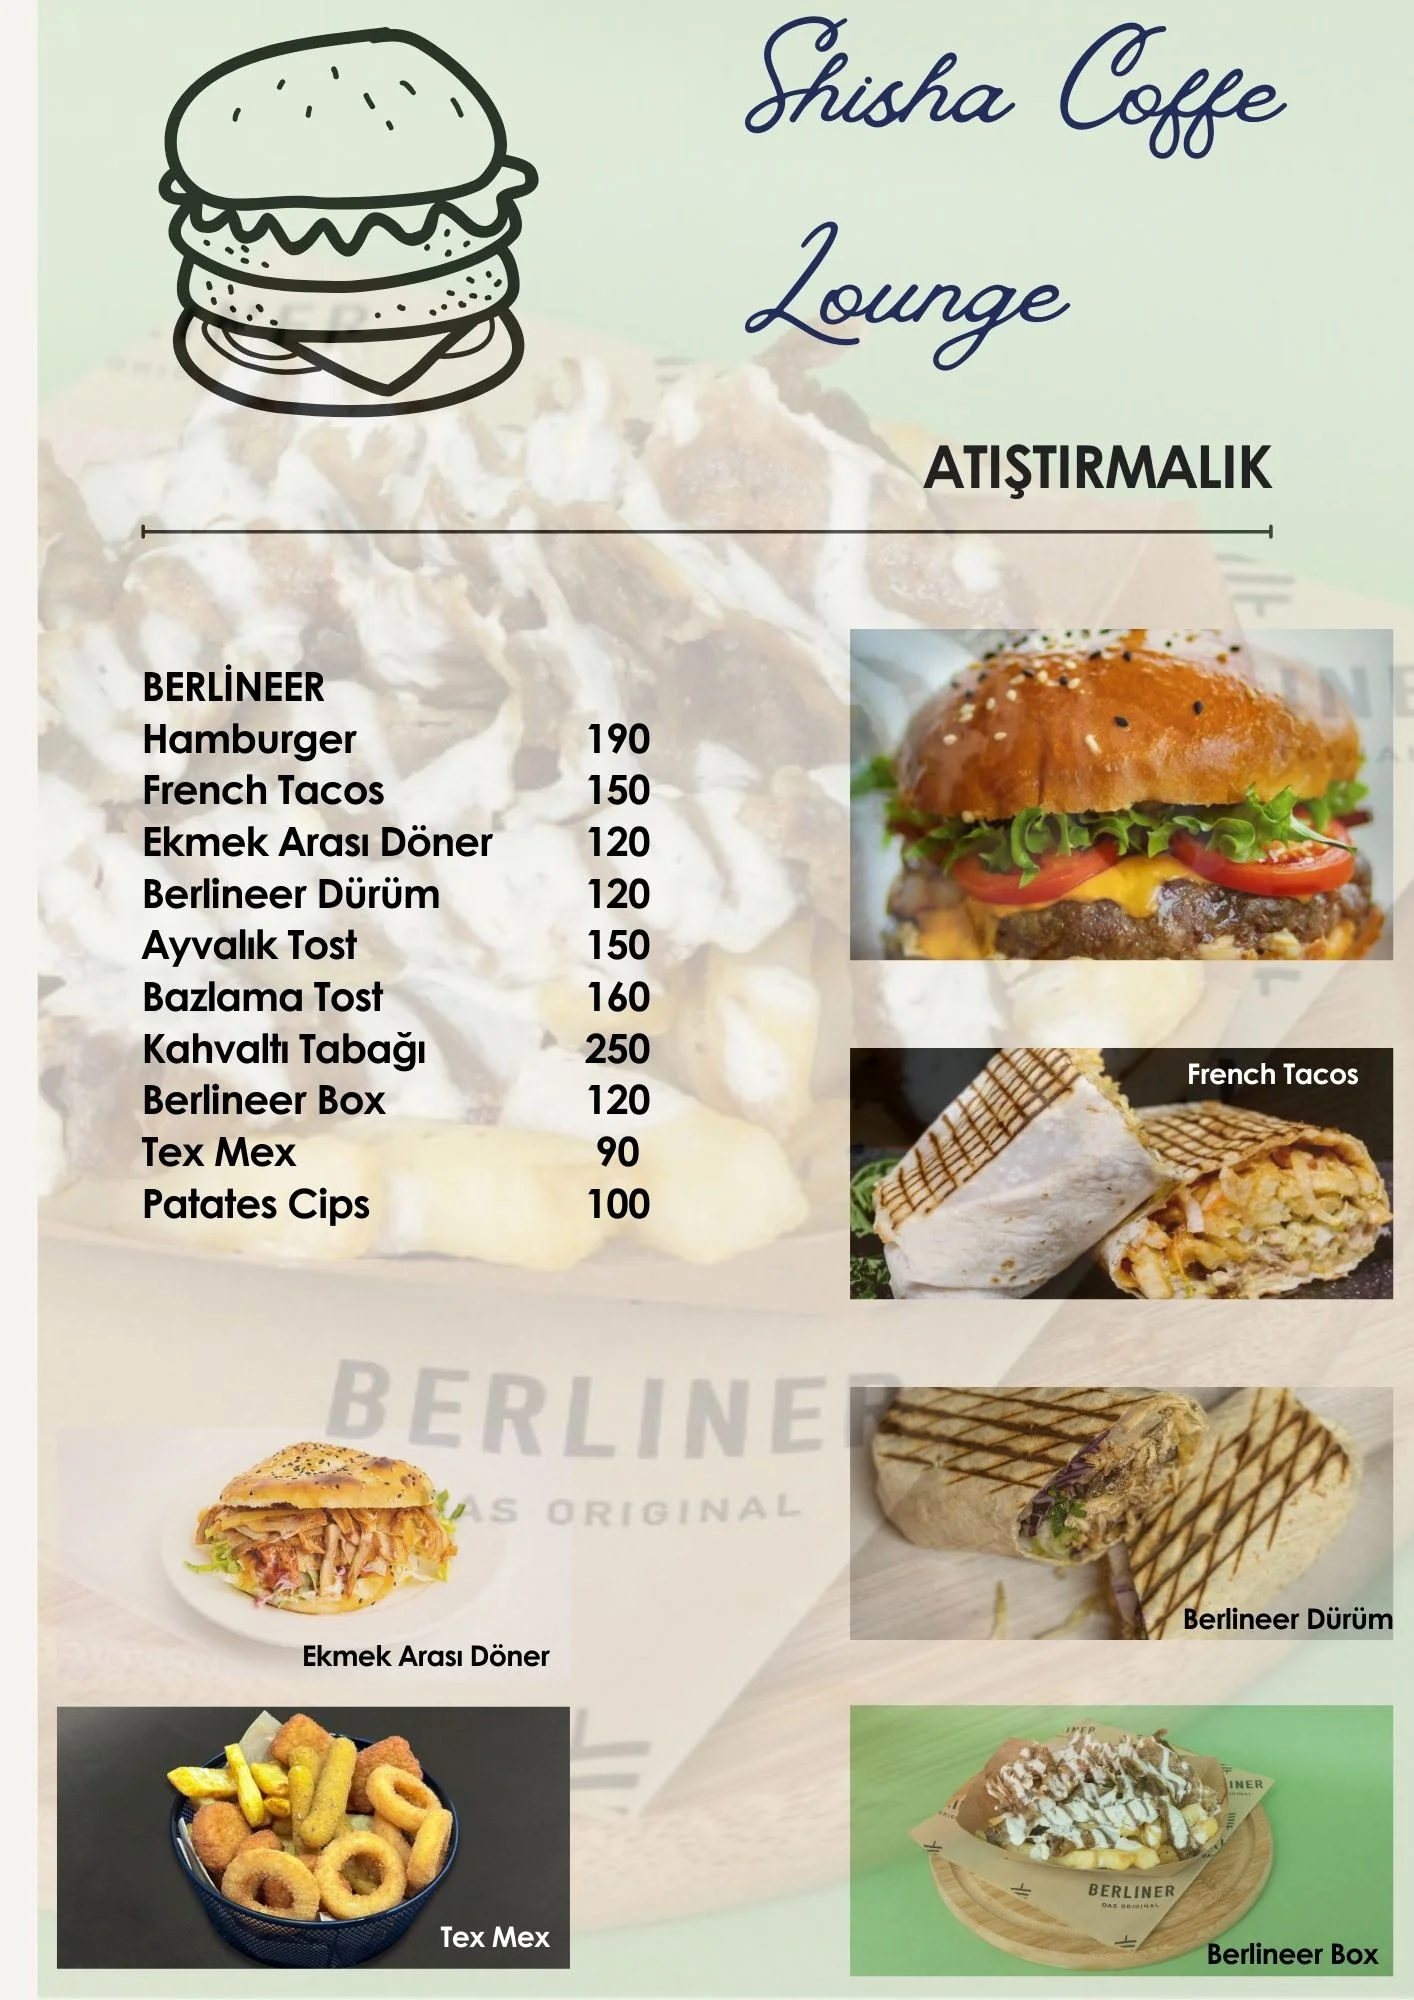 Shisha Coffe
Lounge
ATIŞTIRMALIK
BERLİNEER
Hamburger 190
French Tacos 150
Ekmek Arası Döner 120
Berlineer Dürüm 120
Ayvalık Tost 150
Bazlama Tost 160
Kahvaltı Tabağı 250
Berlineer Box 120
Tex Mex 90
Patates Cips 100
French Tacos
BERLINER
DAS ORIGINAL
Ekmek Arası Döner
Berlineer Dürüm
Tex Mex
BERLINER
DAS ORIGINAL
Berlineer Box